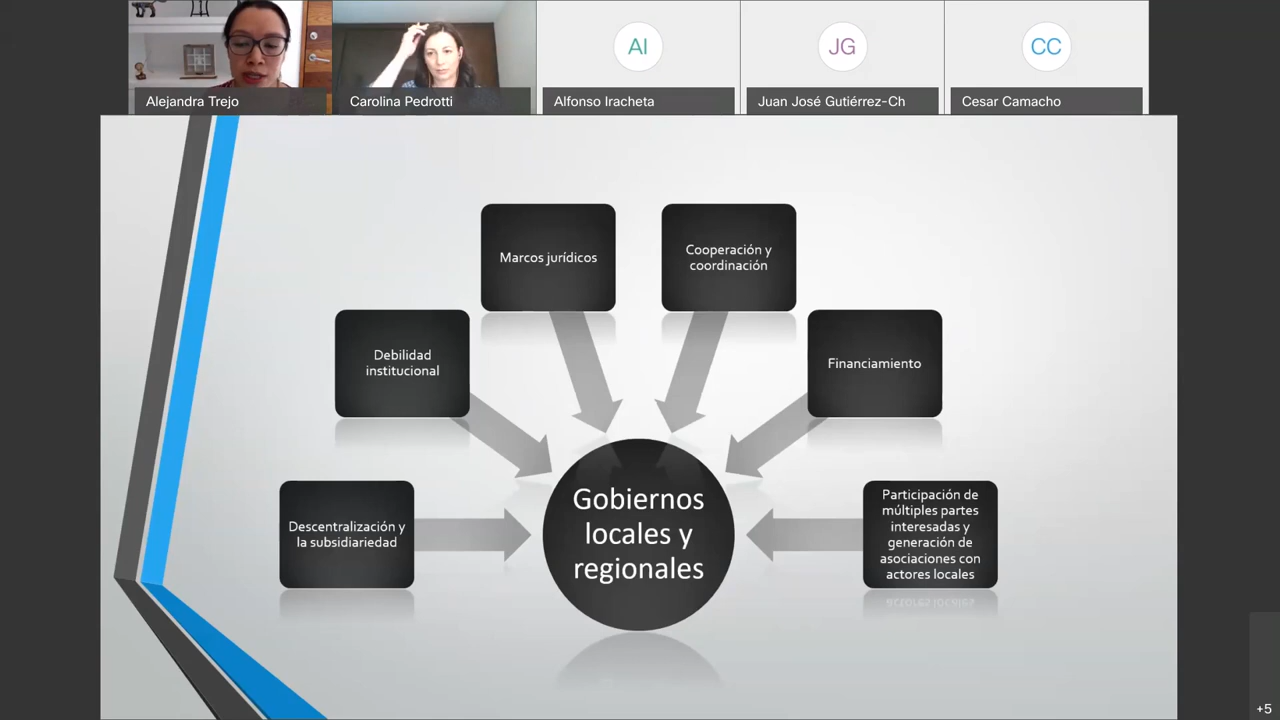 Alejandra Trejo
Carolina Pedrotti
AI
Alfonso Iracheta
JG
Juan José Gutiérrez-Ch
CC
Cesar Camacho
Marcos jurídicos
Cooperación y
coordinación
Debilidad
institucional
Financiamiento
Descentralización y
la subsidiariedad
Gobiernos
locales y
regionales
Participación de
múltiples partes
interesadas y
generación de
asociaciones con
actores locales
+5